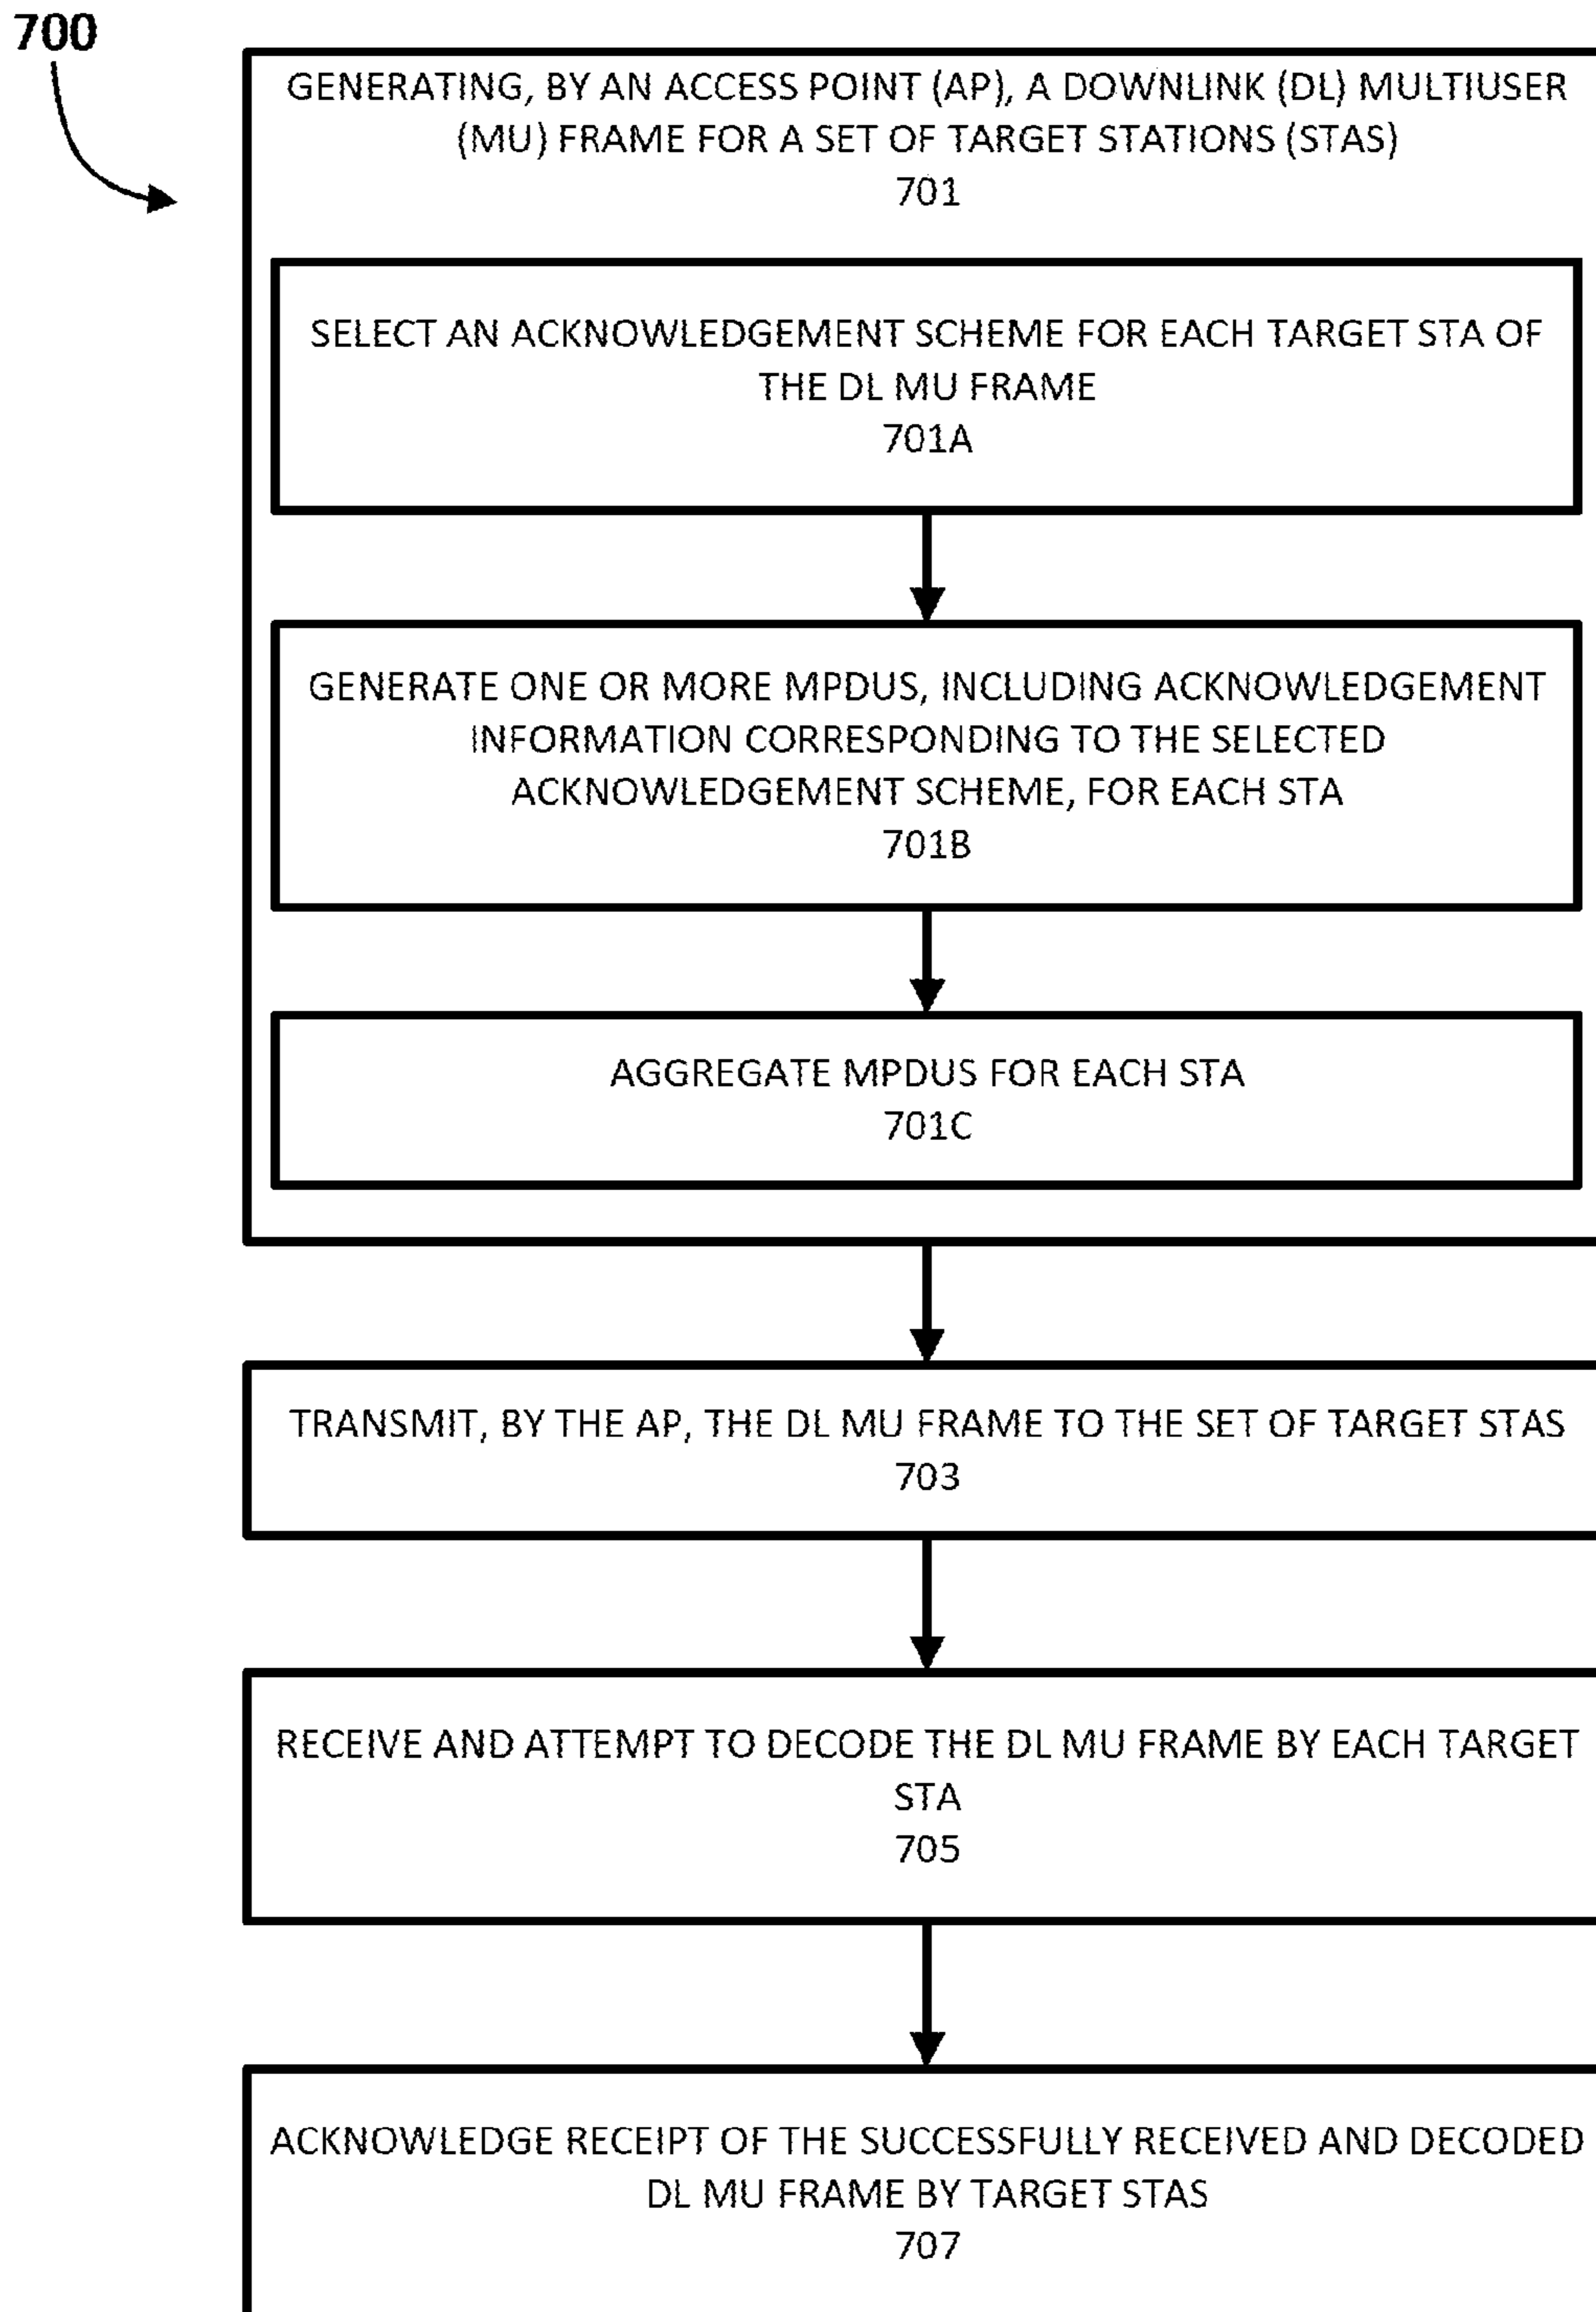 700
GENERATING, BY AN ACCESS POINT (AP), A DOWNLINK (DL) MULTIUSER
(MU) FRAME FOR A SET OF TARGET STATIONS (STAS)
701
SELECT AN ACKNOWLEDGEMENT SCHEME FOR EACH TARGET STA OF
THE DL MU FRAME
701A
GENERATE ONE OR MORE MPDUS, INCLUDING ACKNOWLEDGEMENT
INFORMATION CORRESPONDING TO THE SELECTED
ACKNOWLEDGEMENT SCHEME, FOR EACH STA
701B
AGGREGATE MPDUS FOR EACH STA
701C
TRANSMIT, BY THE AP, THE DL MU FRAME TO THE SET OF TARGET STAS
703
RECEIVE AND ATTEMPT TO DECODE THE DL MU FRAME BY EACH TARGET
STA
705
ACKNOWLEDGE RECEIPT OF THE SUCCESSFULLY RECEIVED AND DECODED
DL MU FRAME BY TARGET STAS
707